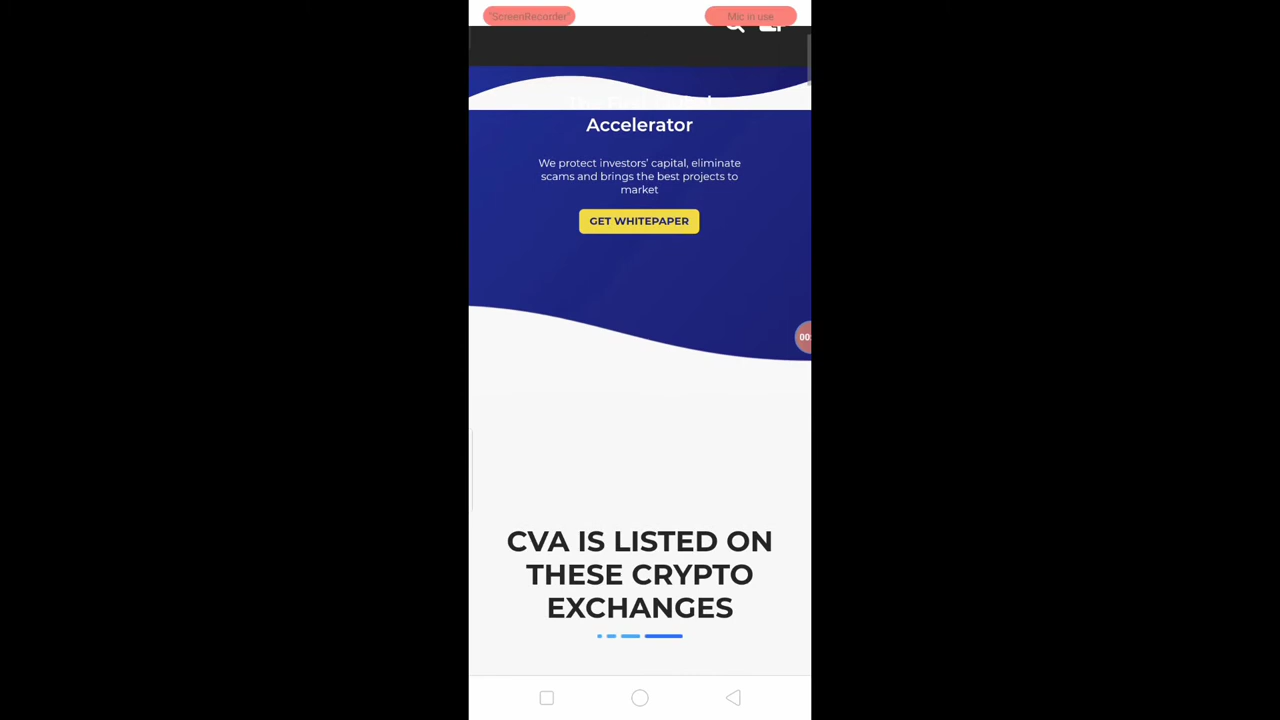 "ScreenRecorder"
Mic in use
Accelerator
We protect investors' capital, eliminate
scams and brings the best projects to
market
GET WHITEPAPER
00:
CVA IS LISTED ON
THESE CRYPTO
EXCHANGES